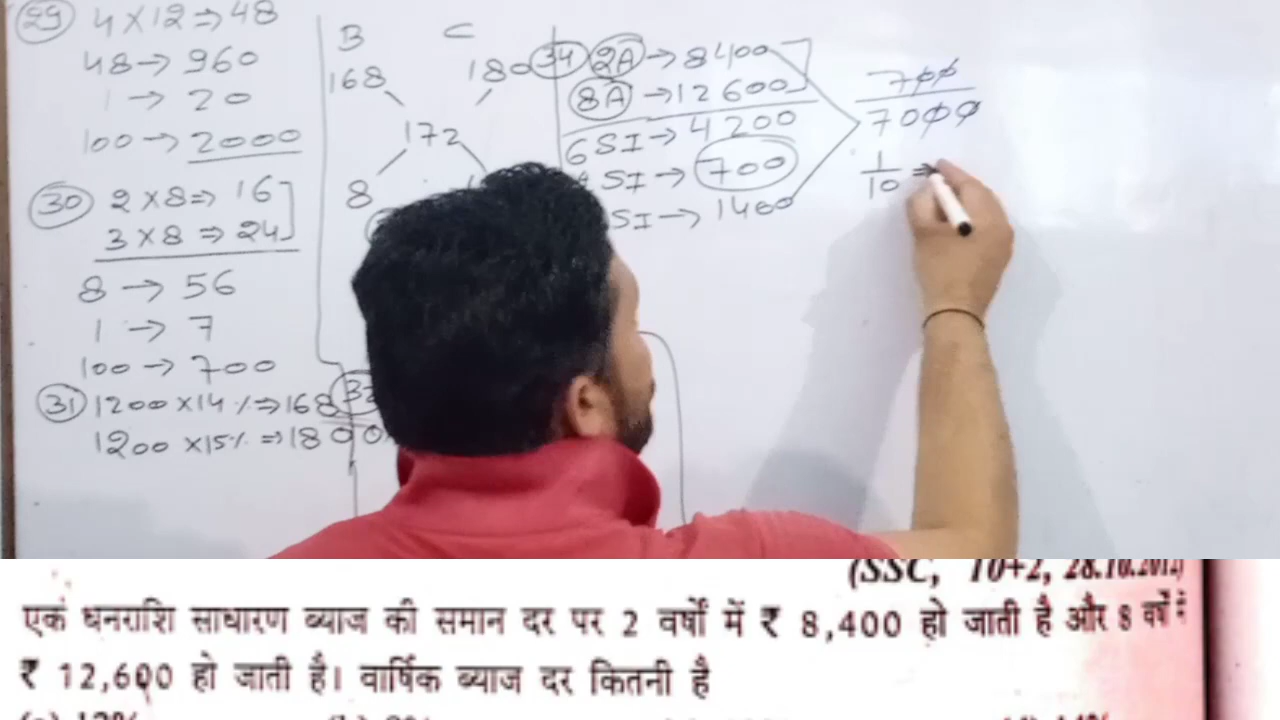 29 4 × 12 ⇒ 48
48 → 960
1 → 20
100 → 2000
30 2 × 8 ⇒ 16
3 × 8 ⇒ 24
8 → 56
1 → 7
100 → 700
31 1200 × 14 % ⇒ 168
1200 × 15 % ⇒ 1800
B C
168 180
172
8
34 2A → 8400
8A → 12600
6 SI → 4200
SI → 700
SI → 1400
700
7000
1
10 ⇒
(SSC, 10+2, 28.10.2012)
एक धनराशि साधारण ब्याज की समान दर पर 2 वर्षों में ₹ 8,400 हो जाती है और 8 वर्षों में
₹ 12,600 हो जाती है। वार्षिक ब्याज दर कितनी है